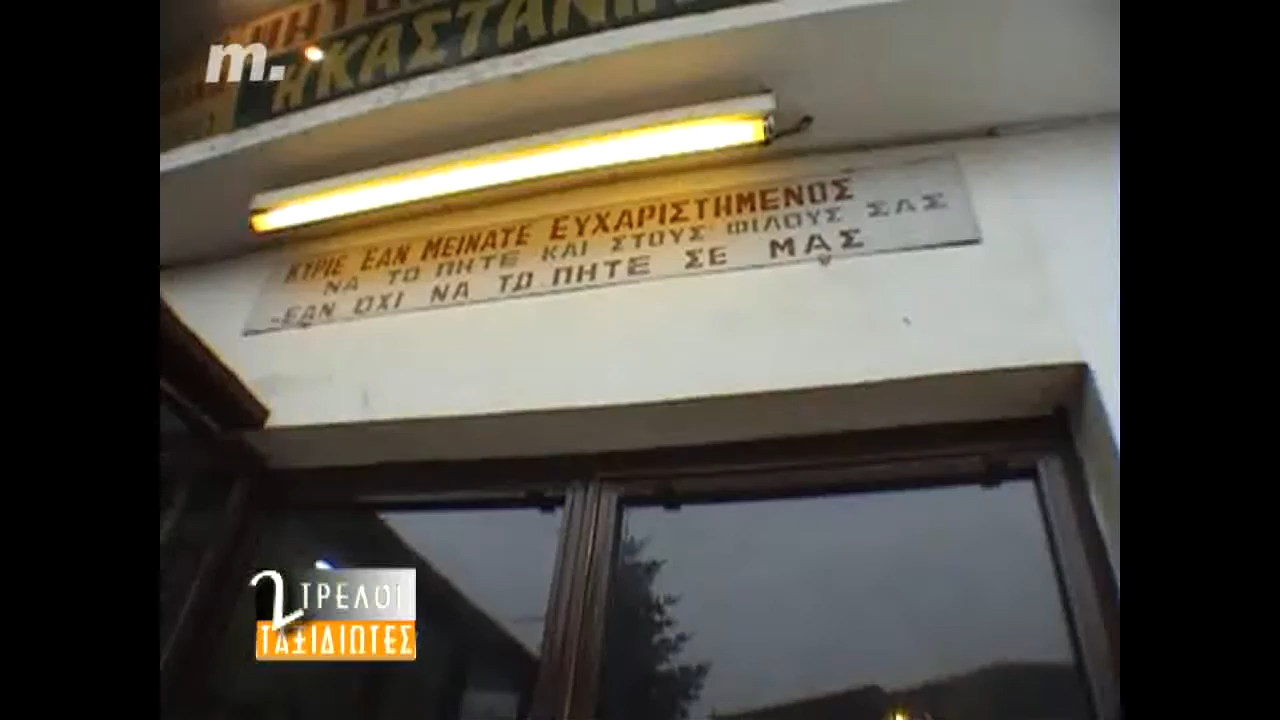 m.
Η ΚΑΣΤΑΝΙΑ
ΚΥΡΙΕ ΕΑΝ ΜΕΙΝΑΤΕ ΕΥΧΑΡΙΣΤΗΜΕΝΟΣ
ΝΑ ΤΟ ΠΗΤΕ ΚΑΙ ΣΤΟΥΣ ΦΙΛΟΥΣ ΣΑΣ
-ΕΑΝ ΟΧΙ ΝΑ ΤΟ ΠΗΤΕ ΣΕ ΜΑΣ
2 ΤΡΕΛΟΙ
ΤΑΞΙΔΙΩΤΕΣ